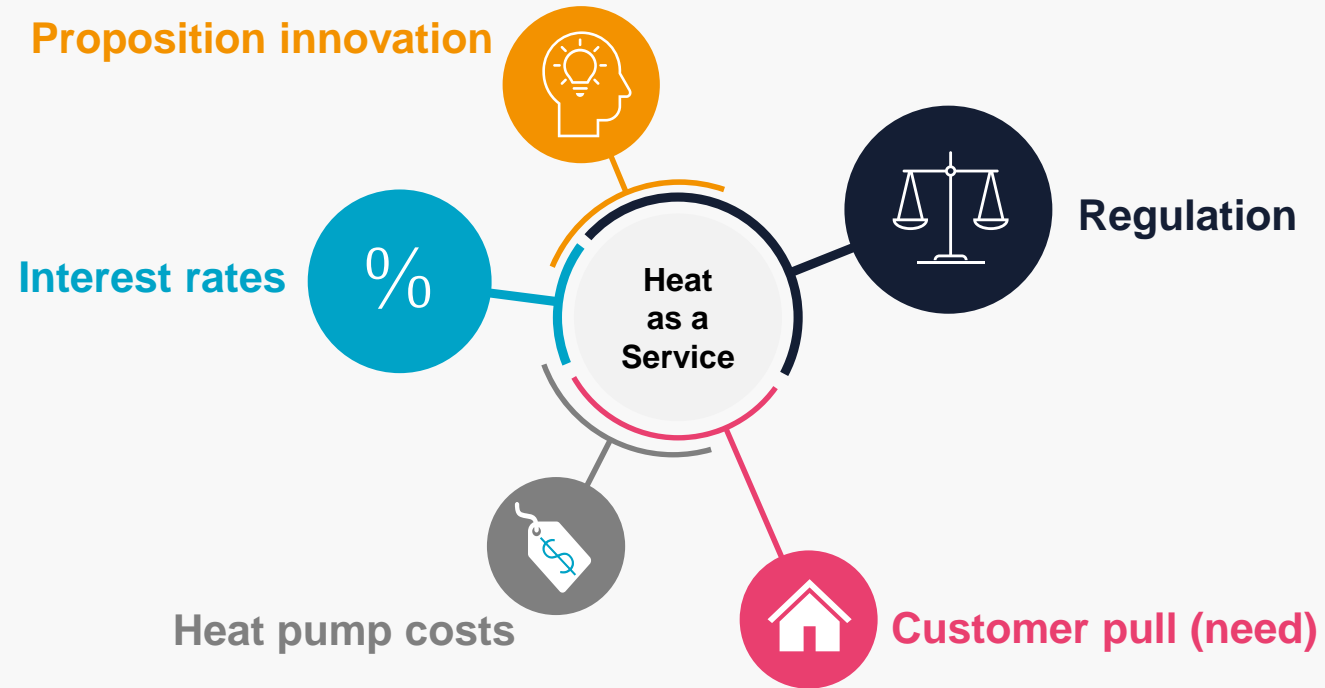 Proposition innovation
Regulation
Interest rates
%
Heat
as a
Service
$
Heat pump costs
Customer pull (need)